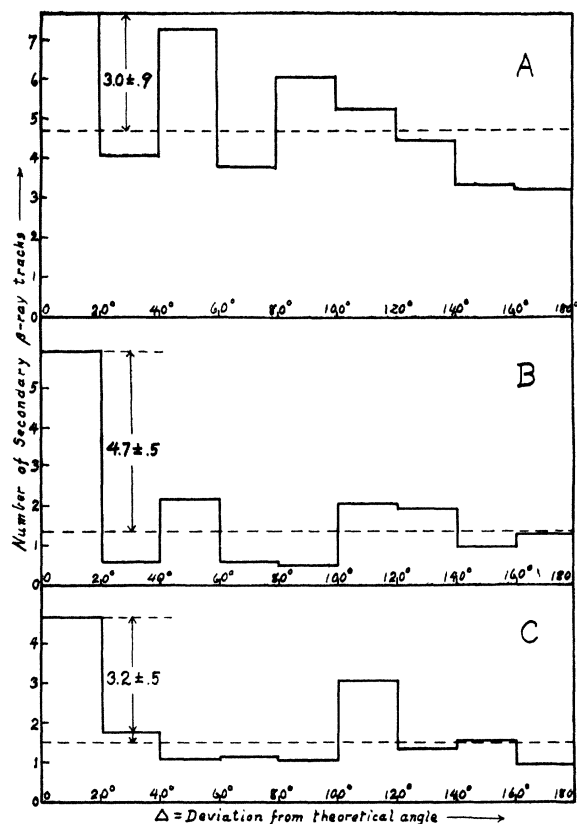 7
6
5
4
3
2
1
0
A
3.0±.9
0 20° 40° 60° 80° 100° 120° 140° 160° 180°
5
4
3
2
1
0
B
4.7±.5
20° 40° 60° 80° 100° 120° 140° 160° 180
4
3
2
1
0
C
3.2±.5
0 20° 40° 60° 80° 100° 120° 140° 160° 180
Number of Secondary β-ray tracks
Δ = Deviation from theoretical angle